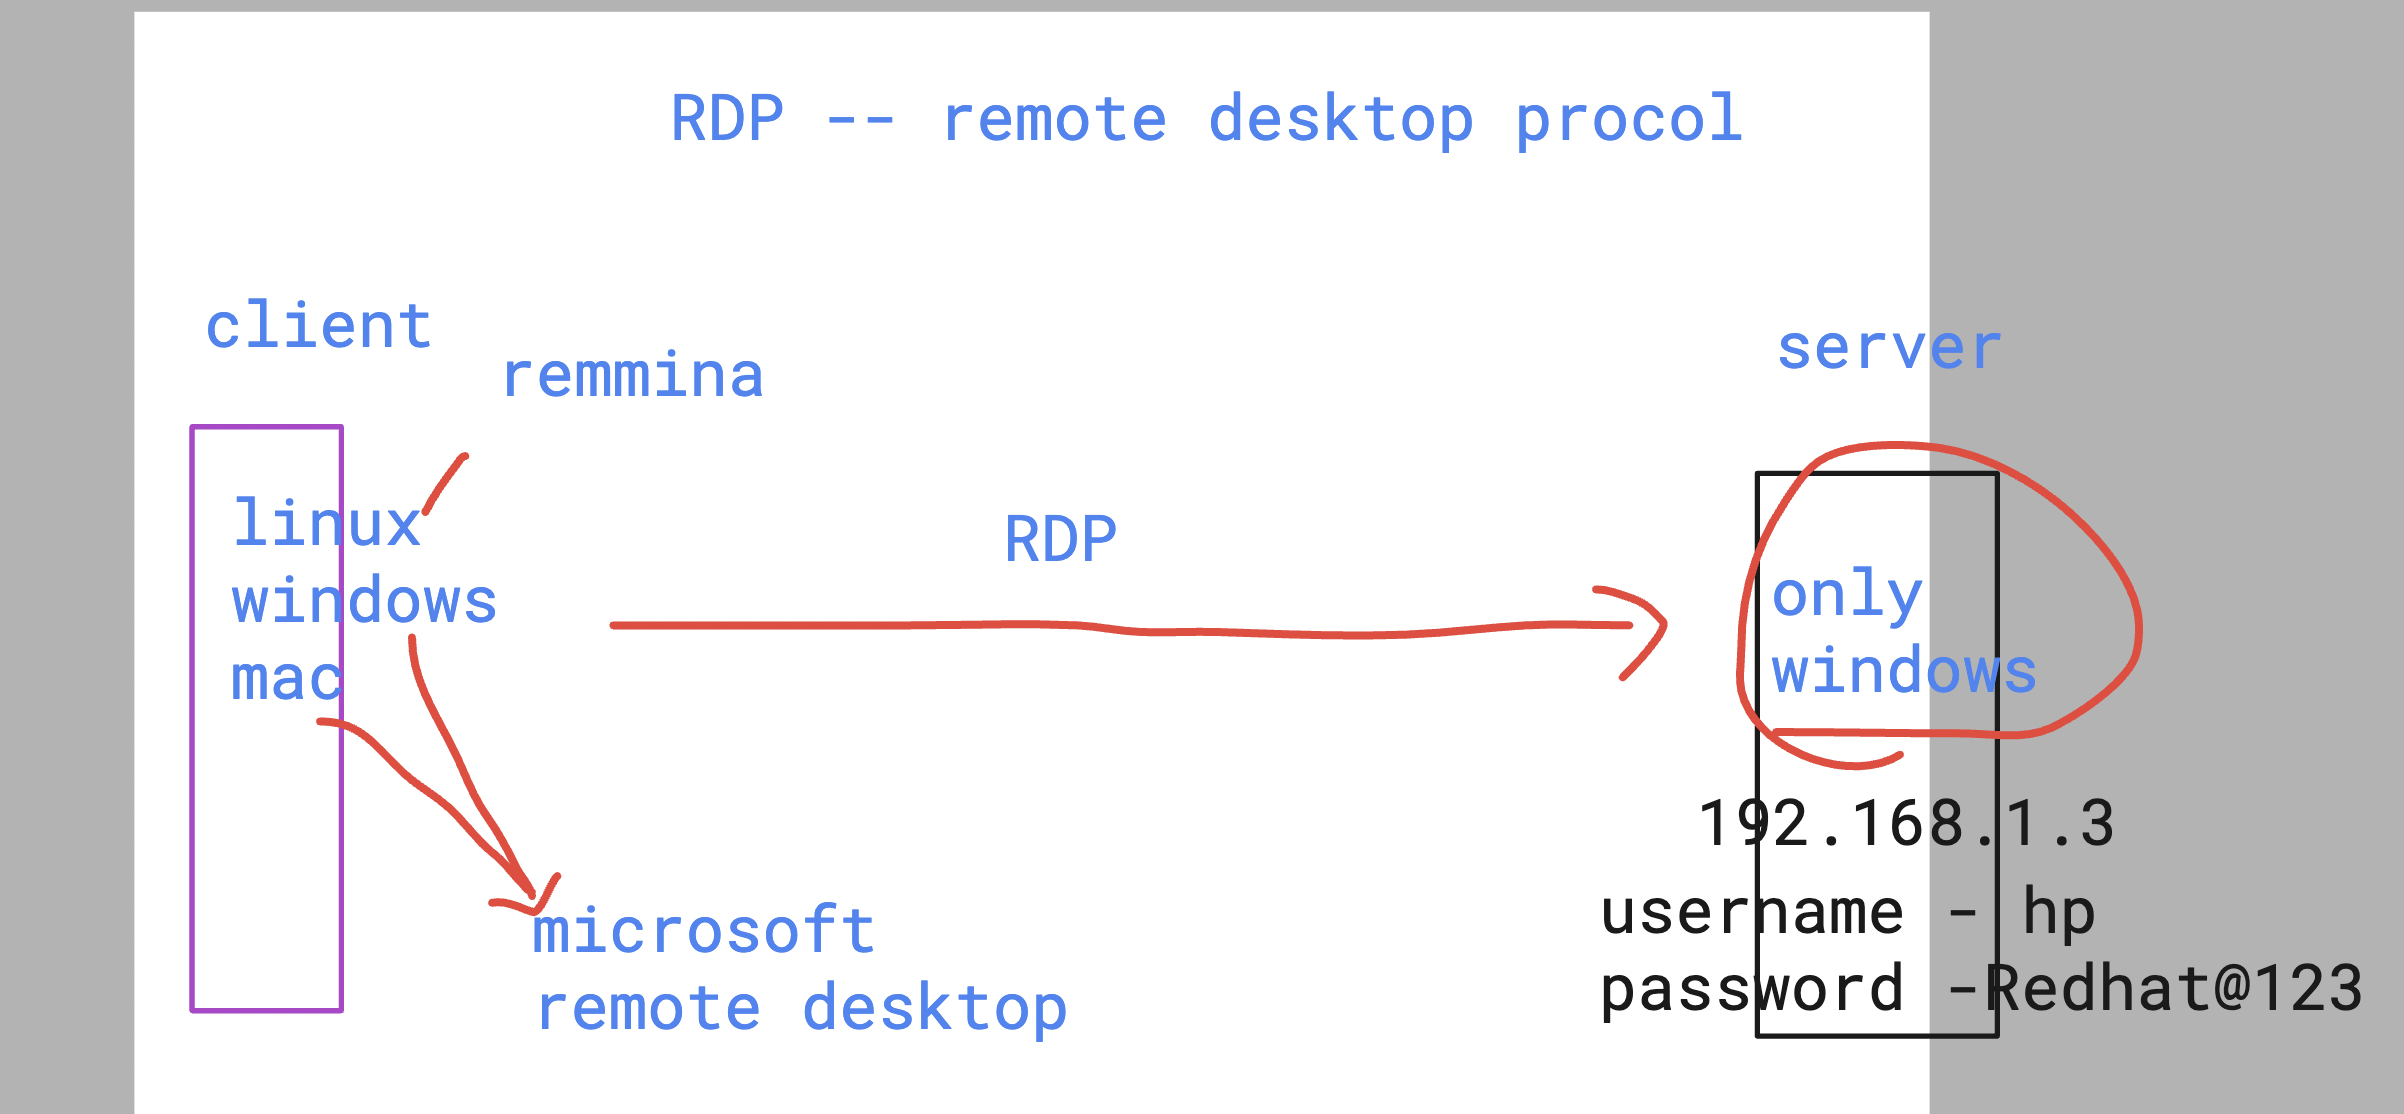 RDP -- remote desktop procol
client
remmina
server
linux
windows
mac
RDP
only
windows
192.168.1.3
username - hp
password -Redhat@123
microsoft
remote desktop